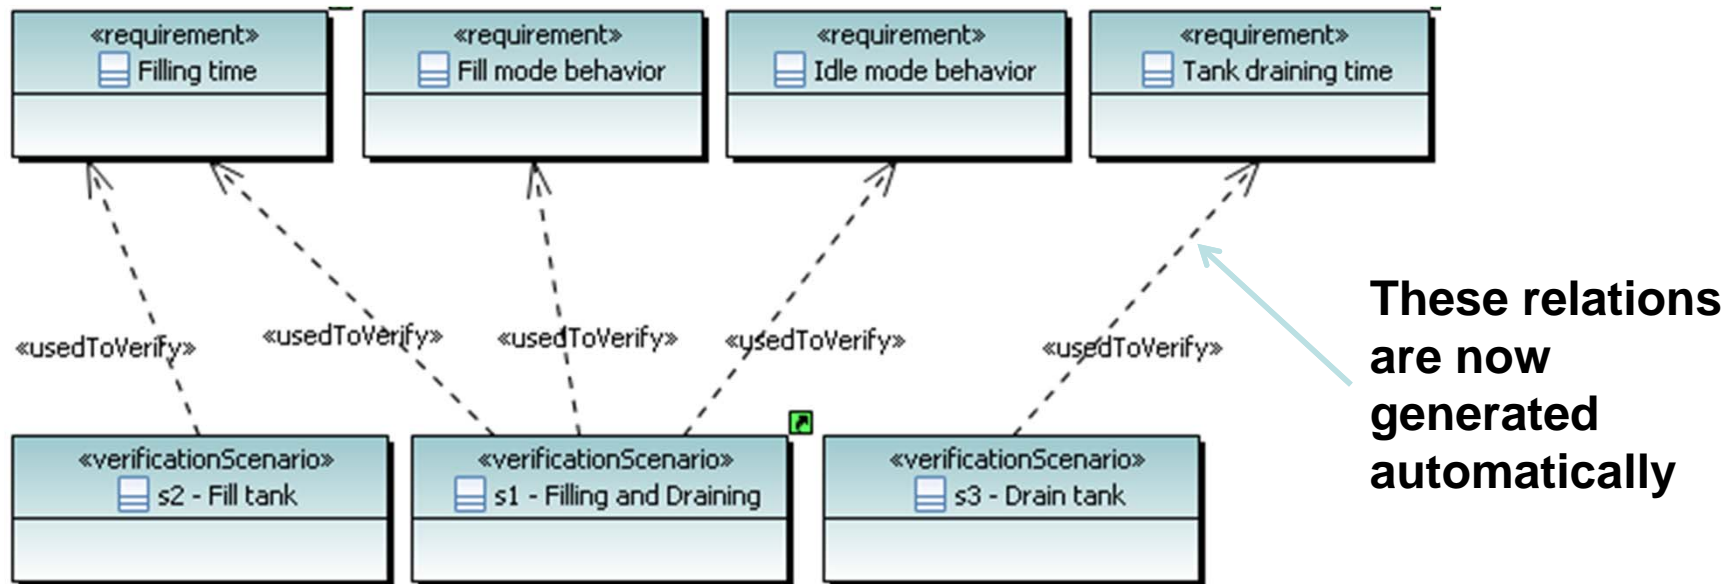 «requirement»
Filling time
«requirement»
Fill mode behavior
«requirement»
Idle mode behavior
«requirement»
Tank draining time
«usedToVerify»
«usedToVerify»
«usedToVerify»
«usedToVerify»
«usedToVerify»
These relations
are now
generated
automatically
«verificationScenario»
s2 - Fill tank
«verificationScenario»
s1 - Filling and Draining
«verificationScenario»
s3 - Drain tank